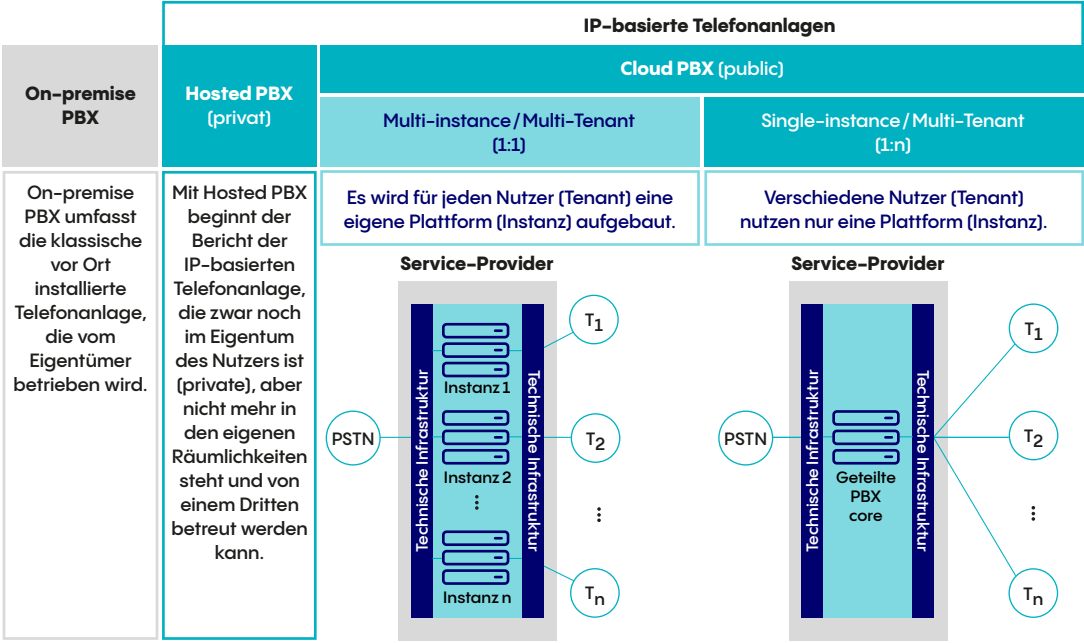 IP-basierte Telefonanlagen
On-premise
PBX
Hosted PBX
(privat)
Cloud PBX (public)
Multi-instance/Multi-Tenant
(1:1)
Single-instance/Multi-Tenant
(1:n)
On-premise
PBX umfasst
die klassische
vor Ort
installierte
Telefonanlage,
die vom
Eigentümer
betrieben wird.
Mit Hosted PBX
beginnt der
Bericht der
IP-basierten
Telefonanlage,
die zwar noch
im Eigentum
des Nutzers ist
(private), aber
nicht mehr in
den eigenen
Räumlichkeiten
steht und von
einem Dritten
betreut werden
kann.
Es wird für jeden Nutzer (Tenant) eine
eigene Plattform (Instanz) aufgebaut.
Service-Provider
PSTN
Technische Infrastruktur
Instanz 1
Instanz 2
⋮
Instanz n
Technische Infrastruktur
T1
T2
⋮
Tn
Verschiedene Nutzer (Tenant)
nutzen nur eine Plattform (Instanz).
Service-Provider
PSTN
Technische Infrastruktur
Geteilte
PBX
core
Technische Infrastruktur
T1
T2
⋮
Tn